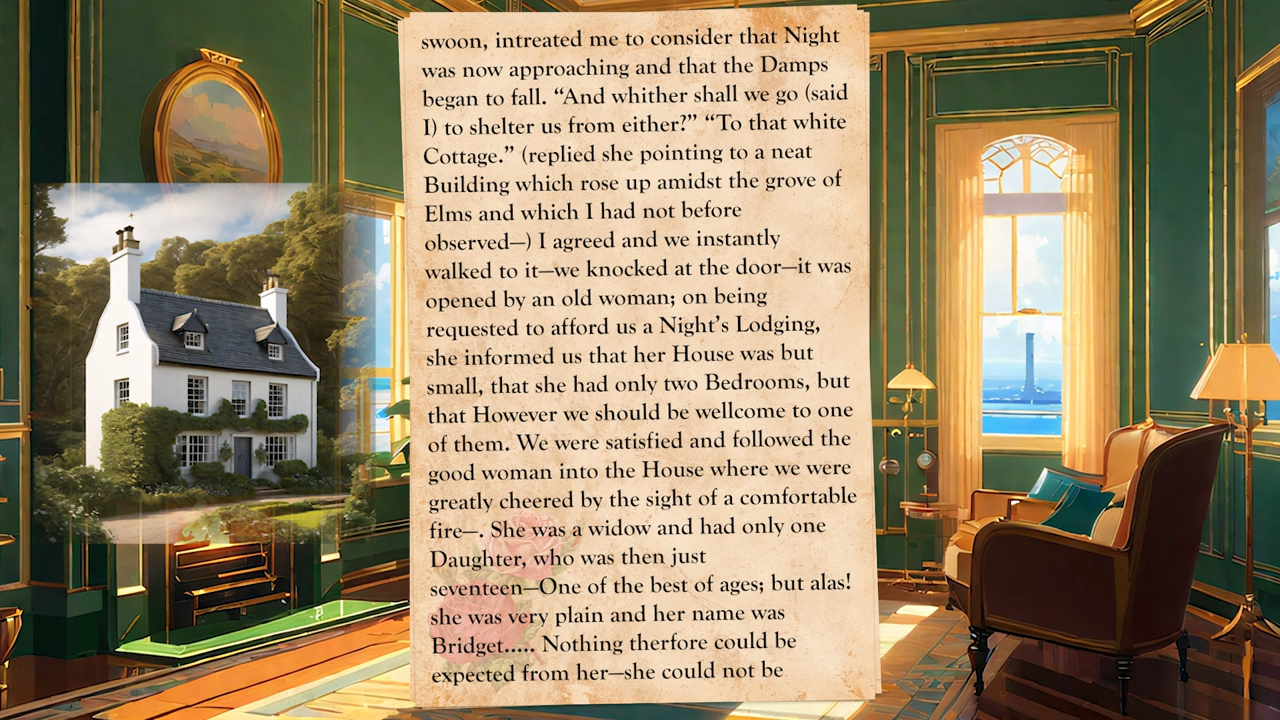 swoon, intreated me to consider that Night
was now approaching and that the Damps
began to fall. “And whither shall we go (said
I) to shelter us from either?” “To that white
Cottage.” (replied she pointing to a neat
Building which rose up amidst the grove of
Elms and which I had not before
observed—) I agreed and we instantly
walked to it—we knocked at the door—it was
opened by an old woman; on being
requested to afford us a Night’s Lodging,
she informed us that her House was but
small, that she had only two Bedrooms, but
that However we should be wellcome to one
of them. We were satisfied and followed the
good woman into the House where we were
greatly cheered by the sight of a comfortable
fire—. She was a widow and had only one
Daughter, who was then just
seventeen—One of the best of ages; but alas!
she was very plain and her name was
Bridget..... Nothing therfore could be
expected from her—she could not be